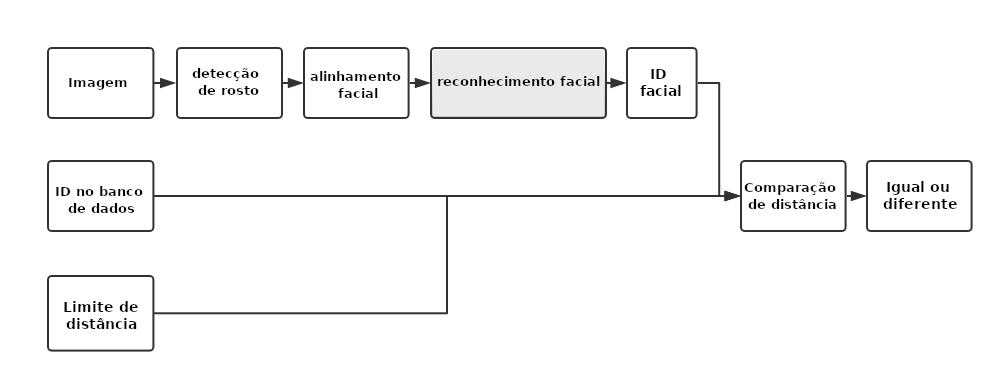 Imagem
detecção
de rosto
alinhamento
facial
reconhecimento facial
ID
facial
ID no banco
de dados
Comparação
de distância
Igual ou
diferente
Limite de
distância